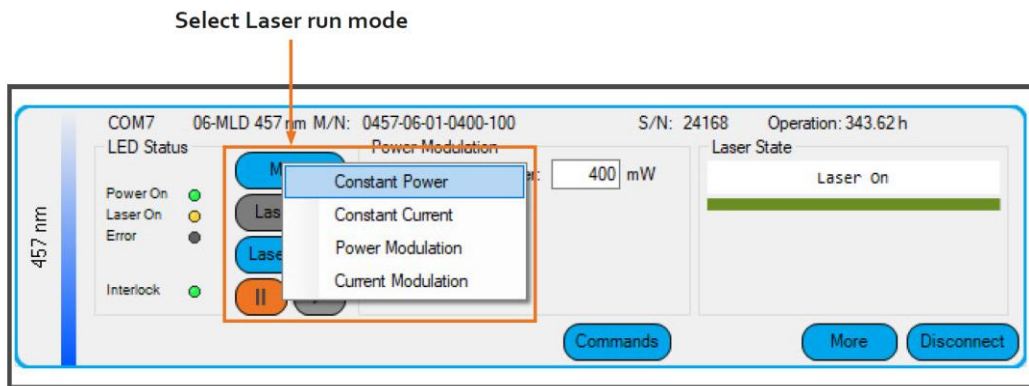 Select Laser run mode
COM7 06-MLD 457 nm M/N: 0457-06-01-0400-100 S/N: 24168 Operation: 343.62 h
LED Status
Power Modulation
Laser State
Constant Power
400 mW
Laser On
Power On
Laser On
Constant Current
Error
Power Modulation
Current Modulation
Interlock
457 nm
Commands
More
Disconnect